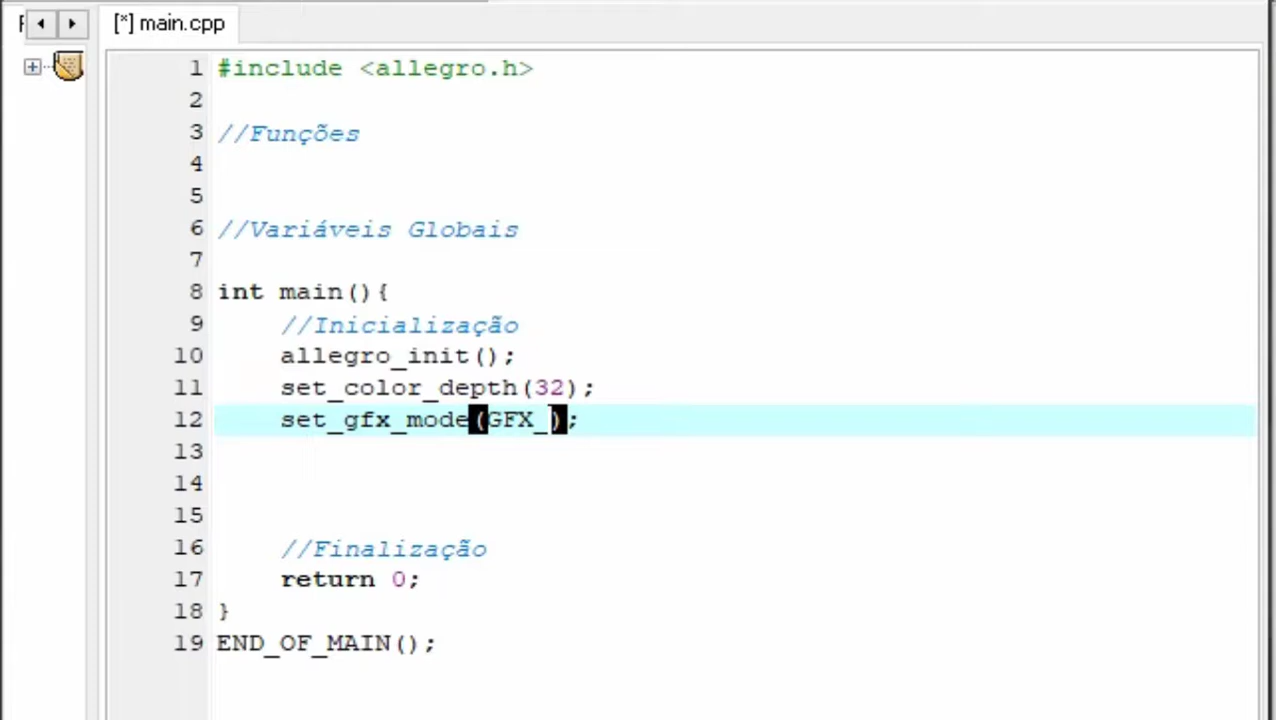 [*] main.cpp
1 #include <allegro.h>
2
3 //Funções
4
5
6 //Variáveis Globais
7
8 int main(){
9 //Inicialização
10 allegro_init();
11 set_color_depth(32);
12 set_gfx_mode(GFX_);
13
14
15
16 //Finalização
17 return 0;
18 }
19 END_OF_MAIN();